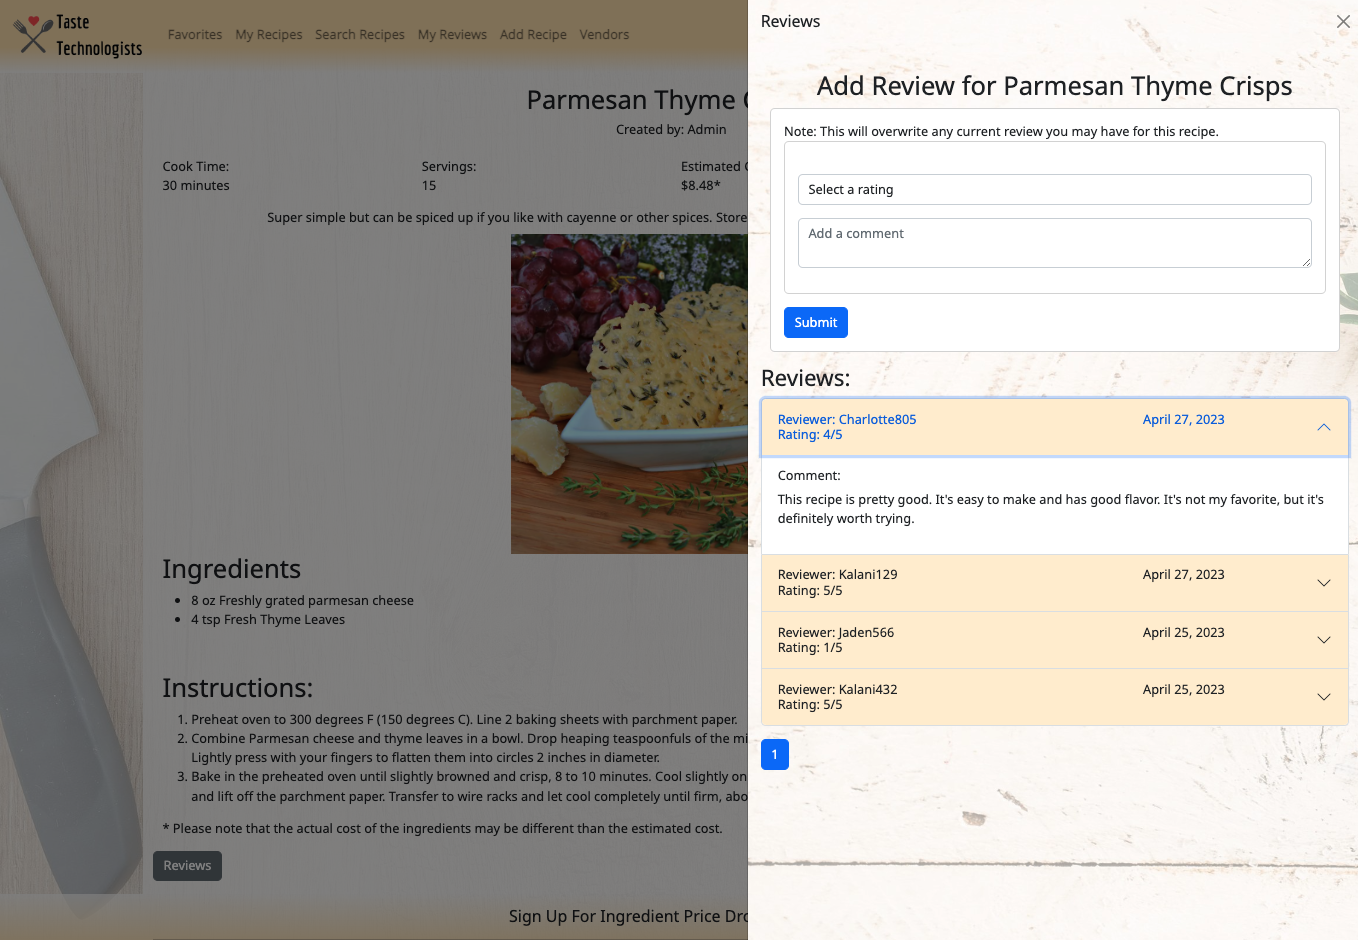 Taste
Technologists
Favorites My Recipes Search Recipes My Reviews Add Recipe Vendors
Parmesan Thyme
Created by: Admin
Cook Time:
30 minutes
Servings:
15
Estimated
$8.48*
Super simple but can be spiced up if you like with cayenne or other spices. Store
Ingredients
• 8 oz Freshly grated parmesan cheese
• 4 tsp Fresh Thyme Leaves
Instructions:
1. Preheat oven to 300 degrees F (150 degrees C). Line 2 baking sheets with parchment paper.
2. Combine Parmesan cheese and thyme leaves in a bowl. Drop heaping teaspoonfuls of the mi
Lightly press with your fingers to flatten them into circles 2 inches in diameter.
3. Bake in the preheated oven until slightly browned and crisp, 8 to 10 minutes. Cool slightly on
and lift off the parchment paper. Transfer to wire racks and let cool completely until firm, abo
* Please note that the actual cost of the ingredients may be different than the estimated cost.
Reviews
Sign Up For Ingredient Price Dro
Reviews
Add Review for Parmesan Thyme Crisps
Note: This will overwrite any current review you may have for this recipe.
Select a rating
Add a comment
Submit
Reviews:
Reviewer: Charlotte805
April 27, 2023
Rating: 4/5
Comment:
This recipe is pretty good. It's easy to make and has good flavor. It's not my favorite, but it's
definitely worth trying.
Reviewer: Kalani129
April 27, 2023
Rating: 5/5
Reviewer: Jaden566
April 25, 2023
Rating: 1/5
Reviewer: Kalani432
April 25, 2023
Rating: 5/5
1